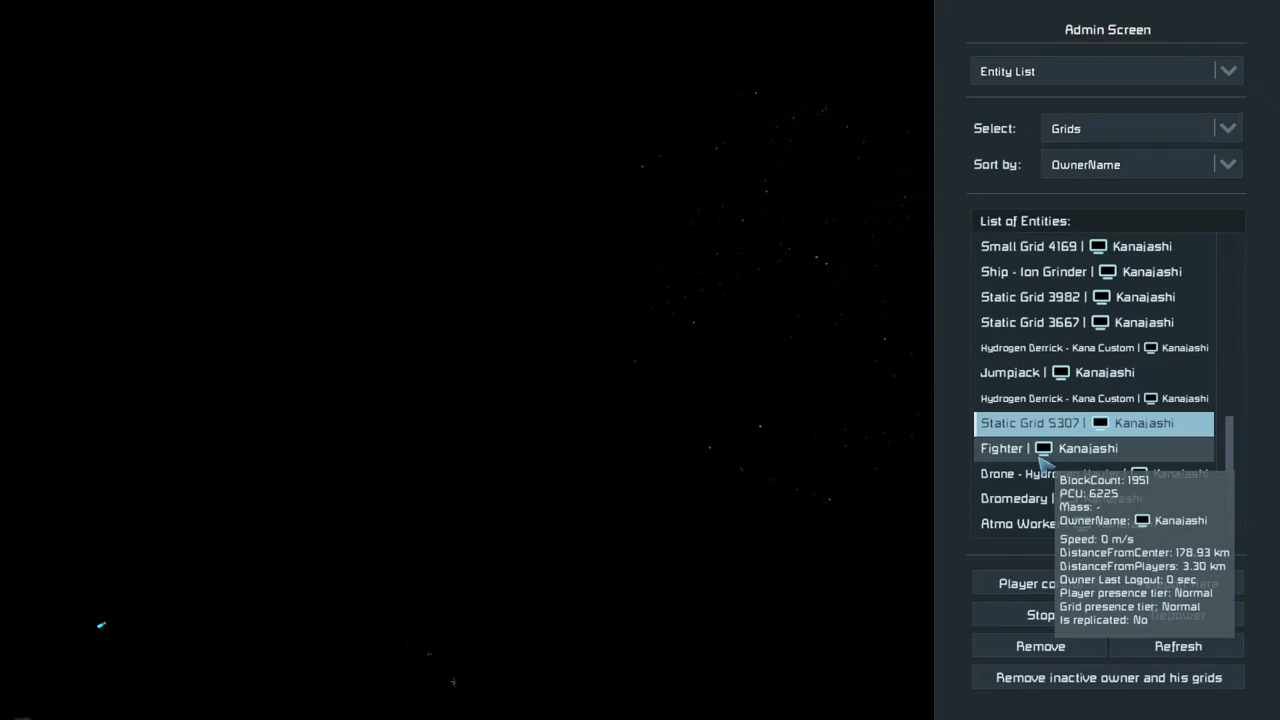 Admin Screen
Entity List
Select: Grids
Sort by: OwnerName
List of Entities:
Small Grid 4169 | Kanajashi
Ship - Ion Grinder | Kanajashi
Static Grid 3982 | Kanajashi
Static Grid 3667 | Kanajashi
Hydrogen Derrick - Kana Custom | Kanajashi
Jumpjack | Kanajashi
Hydrogen Derrick - Kana Custom | Kanajashi
Static Grid 5307 | Kanajashi
Fighter | Kanajashi
Drone - Hydrogen Hauler | Kanajashi
Dromedary | Kanajashi
Atmo Worke
BlockCount: 1951
PCU: 6225
Mass: -
OwnerName: Kanajashi
Speed: 0 m/s
DistanceFromCenter: 178.93 km
DistanceFromPlayers: 3.30 km
Owner Last Logout: 0 sec
Player presence tier: Normal
Grid presence tier: Normal
Is replicated: No
Player co
Stop
Remove Refresh
Remove inactive owner and his grids